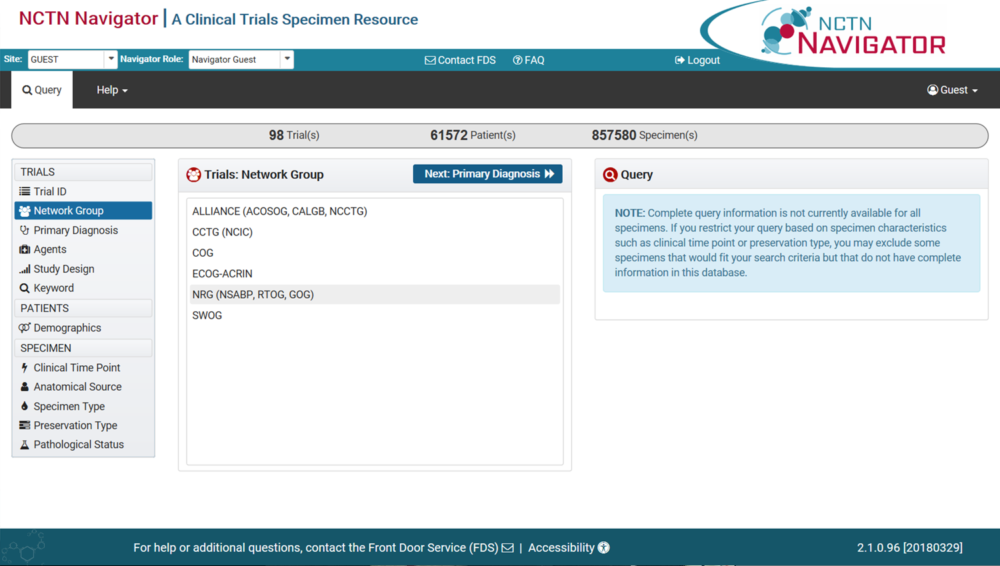 NCTN Navigator | A Clinical Trials Specimen Resource
NCTN
NAVIGATOR
Site: GUEST Navigator Role: Navigator Guest Contact FDS FAQ Logout
Query Help Guest
98 Trial(s) 61572 Patient(s) 857580 Specimen(s)
TRIALS
Trial ID
Network Group
Primary Diagnosis
Agents
Study Design
Keyword
PATIENTS
Demographics
SPECIMEN
Clinical Time Point
Anatomical Source
Specimen Type
Preservation Type
Pathological Status
Trials: Network Group Next: Primary Diagnosis
ALLIANCE (ACOSOG, CALGB, NCCTG)
CCTG (NCIC)
COG
ECOG-ACRIN
NRG (NSABP, RTOG, GOG)
SWOG
Query
NOTE: Complete query information is not currently available for all
specimens. If you restrict your query based on specimen characteristics
such as clinical time point or preservation type, you may exclude some
specimens that would fit your search criteria but that do not have complete
information in this database.
For help or additional questions, contact the Front Door Service (FDS) | Accessibility 2.1.0.96 [20180329]